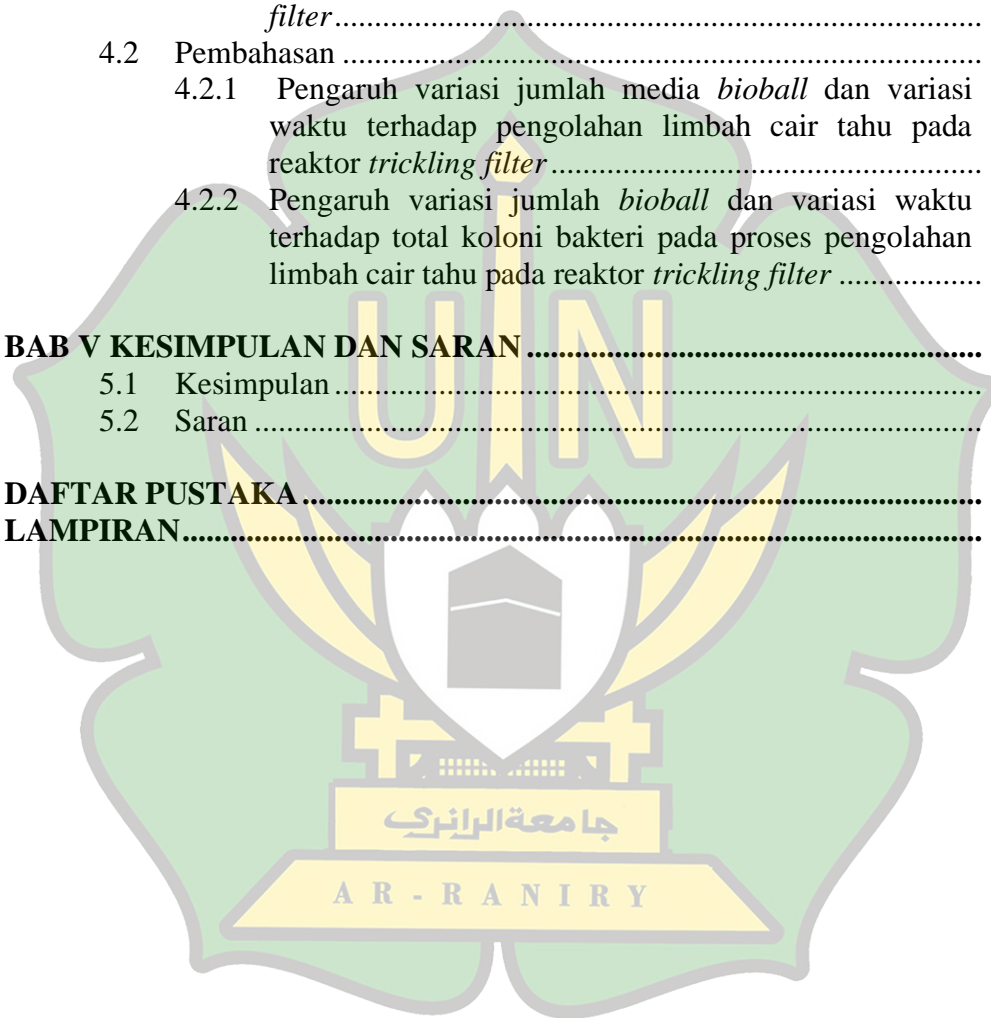 filter ........................................................................................
4.2 Pembahasan ........................................................................................
4.2.1 Pengaruh variasi jumlah media bioball dan variasi
waktu terhadap pengolahan limbah cair tahu pada
reaktor trickling filter ............................................................
4.2.2 Pengaruh variasi jumlah bioball dan variasi waktu
terhadap total koloni bakteri pada proses pengolahan
limbah cair tahu pada reaktor trickling filter ..................
BAB V KESIMPULAN DAN SARAN ..............................................................
5.1 Kesimpulan ........................................................................................
5.2 Saran ........................................................................................
DAFTAR PUSTAKA ........................................................................................
LAMPIRAN ........................................................................................
UIN
جامعة الرانري
AR-RANIRY